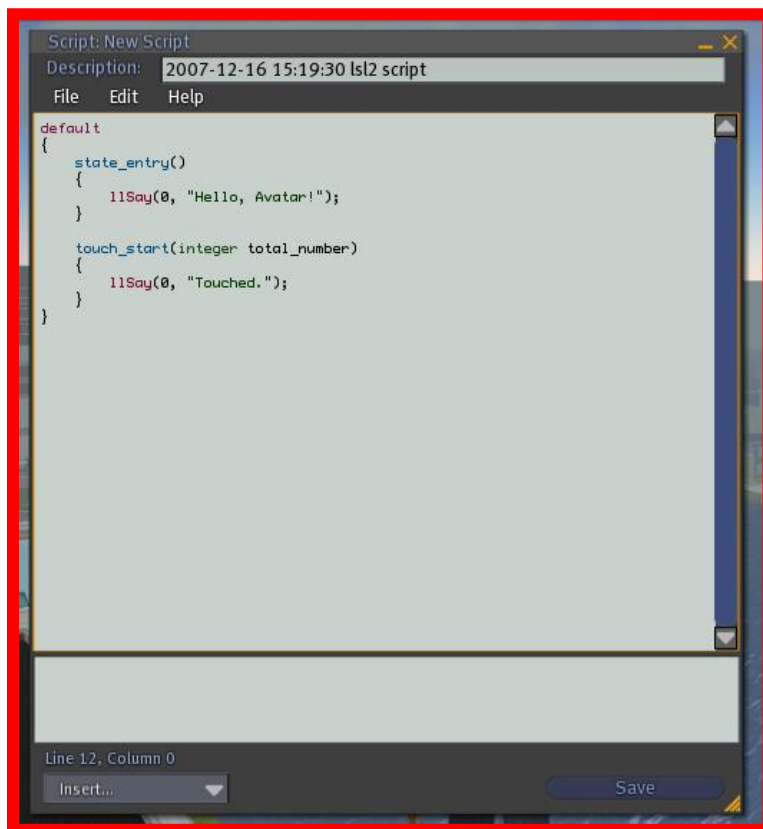 Script: New Script
Description: 2007-12-16 15:19:30 lsl2 script
File Edit Help
default
{
    state_entry()
    {
        llSay(0, "Hello, Avatar!");
    }

    touch_start(integer total_number)
    {
        llSay(0, "Touched.");
    }
}
Line 12, Column 0
Insert... Save